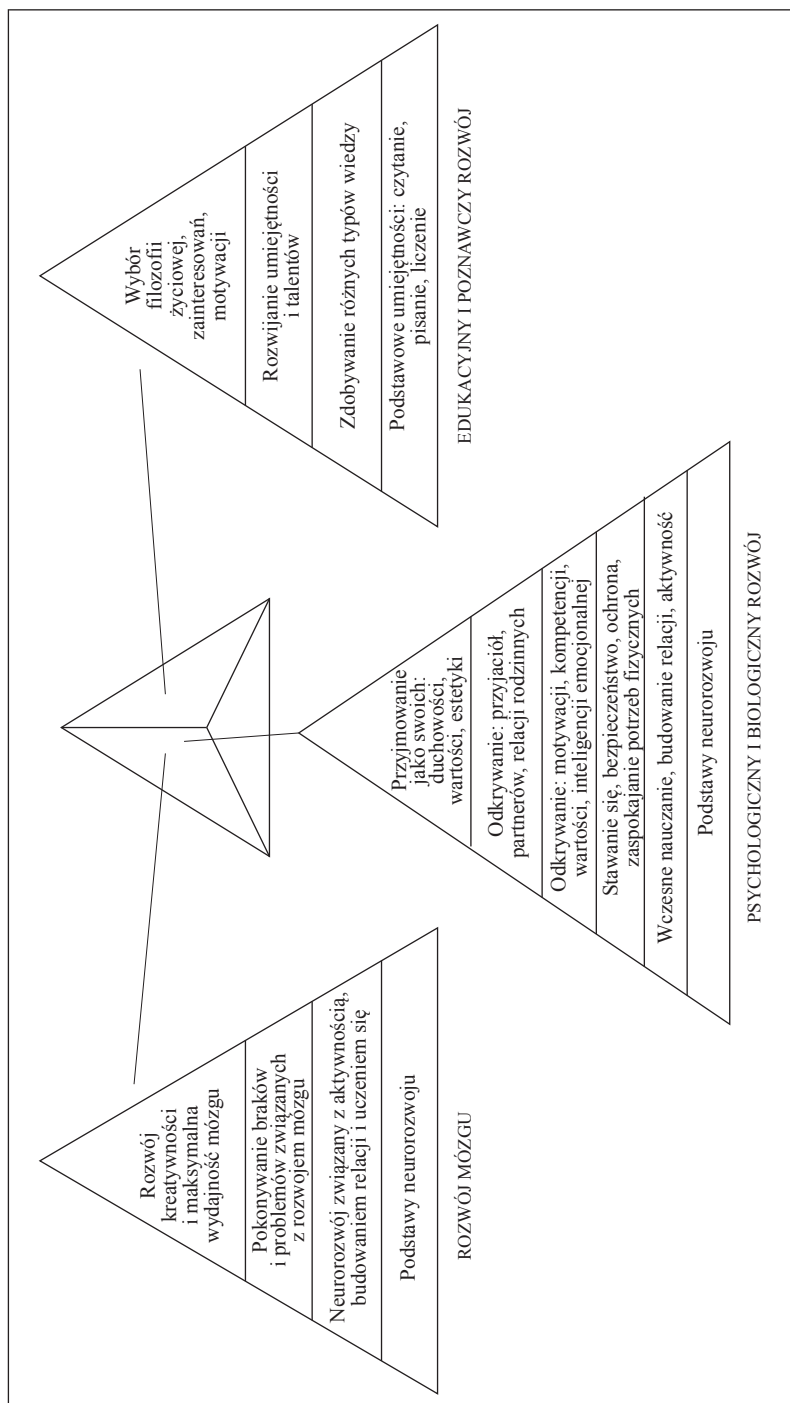 Rozwój
kreatywności
i maksymalna
wydajność mózgu
Pokonywanie braków
i problemów związanych
z rozwojem mózgu
Neurorozwój związany z aktywnością,
budowaniem relacji i uczeniem się
Podstawy neurorozwoju
ROZWÓJ MÓZGU
Przyjmowanie
jako swoich:
duchowości,
wartości, estetyki
Odkrywanie: przyjaciół,
partnerów, relacji rodzinnych
Odkrywanie: motywacji, kompetencji,
wartości, inteligencji emocjonalnej
Stawanie się, bezpieczeństwo, ochrona,
zaspokajanie potrzeb fizycznych
Wczesne nauczanie, budowanie relacji, aktywność
Podstawy neurorozwoju
PSYCHOLOGICZNY I BIOLOGICZNY ROZWÓJ
Wybór
filozofii
życiowej,
zainteresowań,
motywacji
Rozwijanie umiejętności
i talentów
Zdobywanie różnych typów wiedzy
Podstawowe umiejętności: czytanie,
pisanie, liczenie
EDUKACYJNY I POZNAWCZY ROZWÓJ